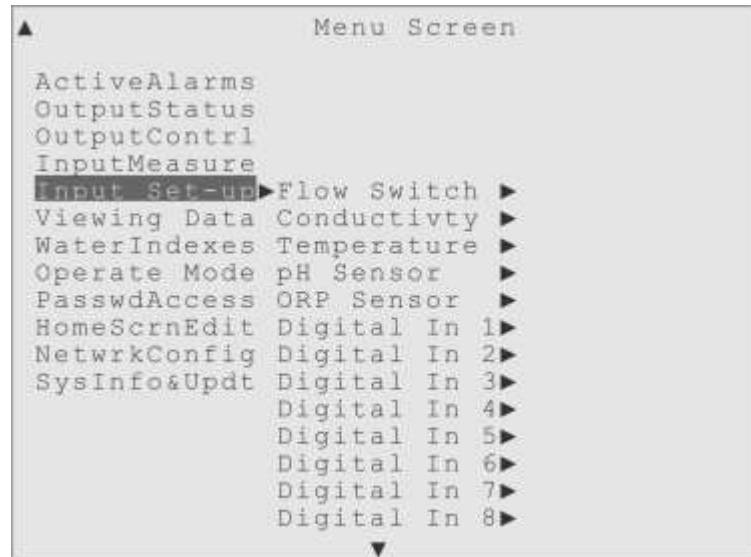 ▲ Menu Screen
ActiveAlarms
OutputStatus
OutputContrl
InputMeasure
Input Set-up►Flow Switch ►
Viewing Data Conductivty ►
WaterIndexes Temperature ►
Operate Mode pH Sensor ►
PasswdAccess ORP Sensor ►
HomeScrnEdit Digital In 1►
NetwrkConfig Digital In 2►
SysInfo&Updt Digital In 3►
Digital In 4►
Digital In 5►
Digital In 6►
Digital In 7►
Digital In 8►
▼